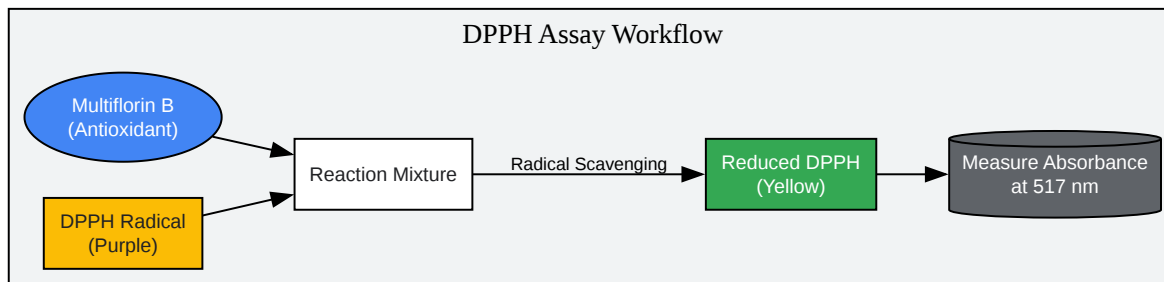 DPPH Assay Workflow
Multiflorin B
(Antioxidant)
DPPH Radical
(Purple)
Reaction Mixture
Radical Scavenging
Reduced DPPH
(Yellow)
Measure Absorbance
at 517 nm